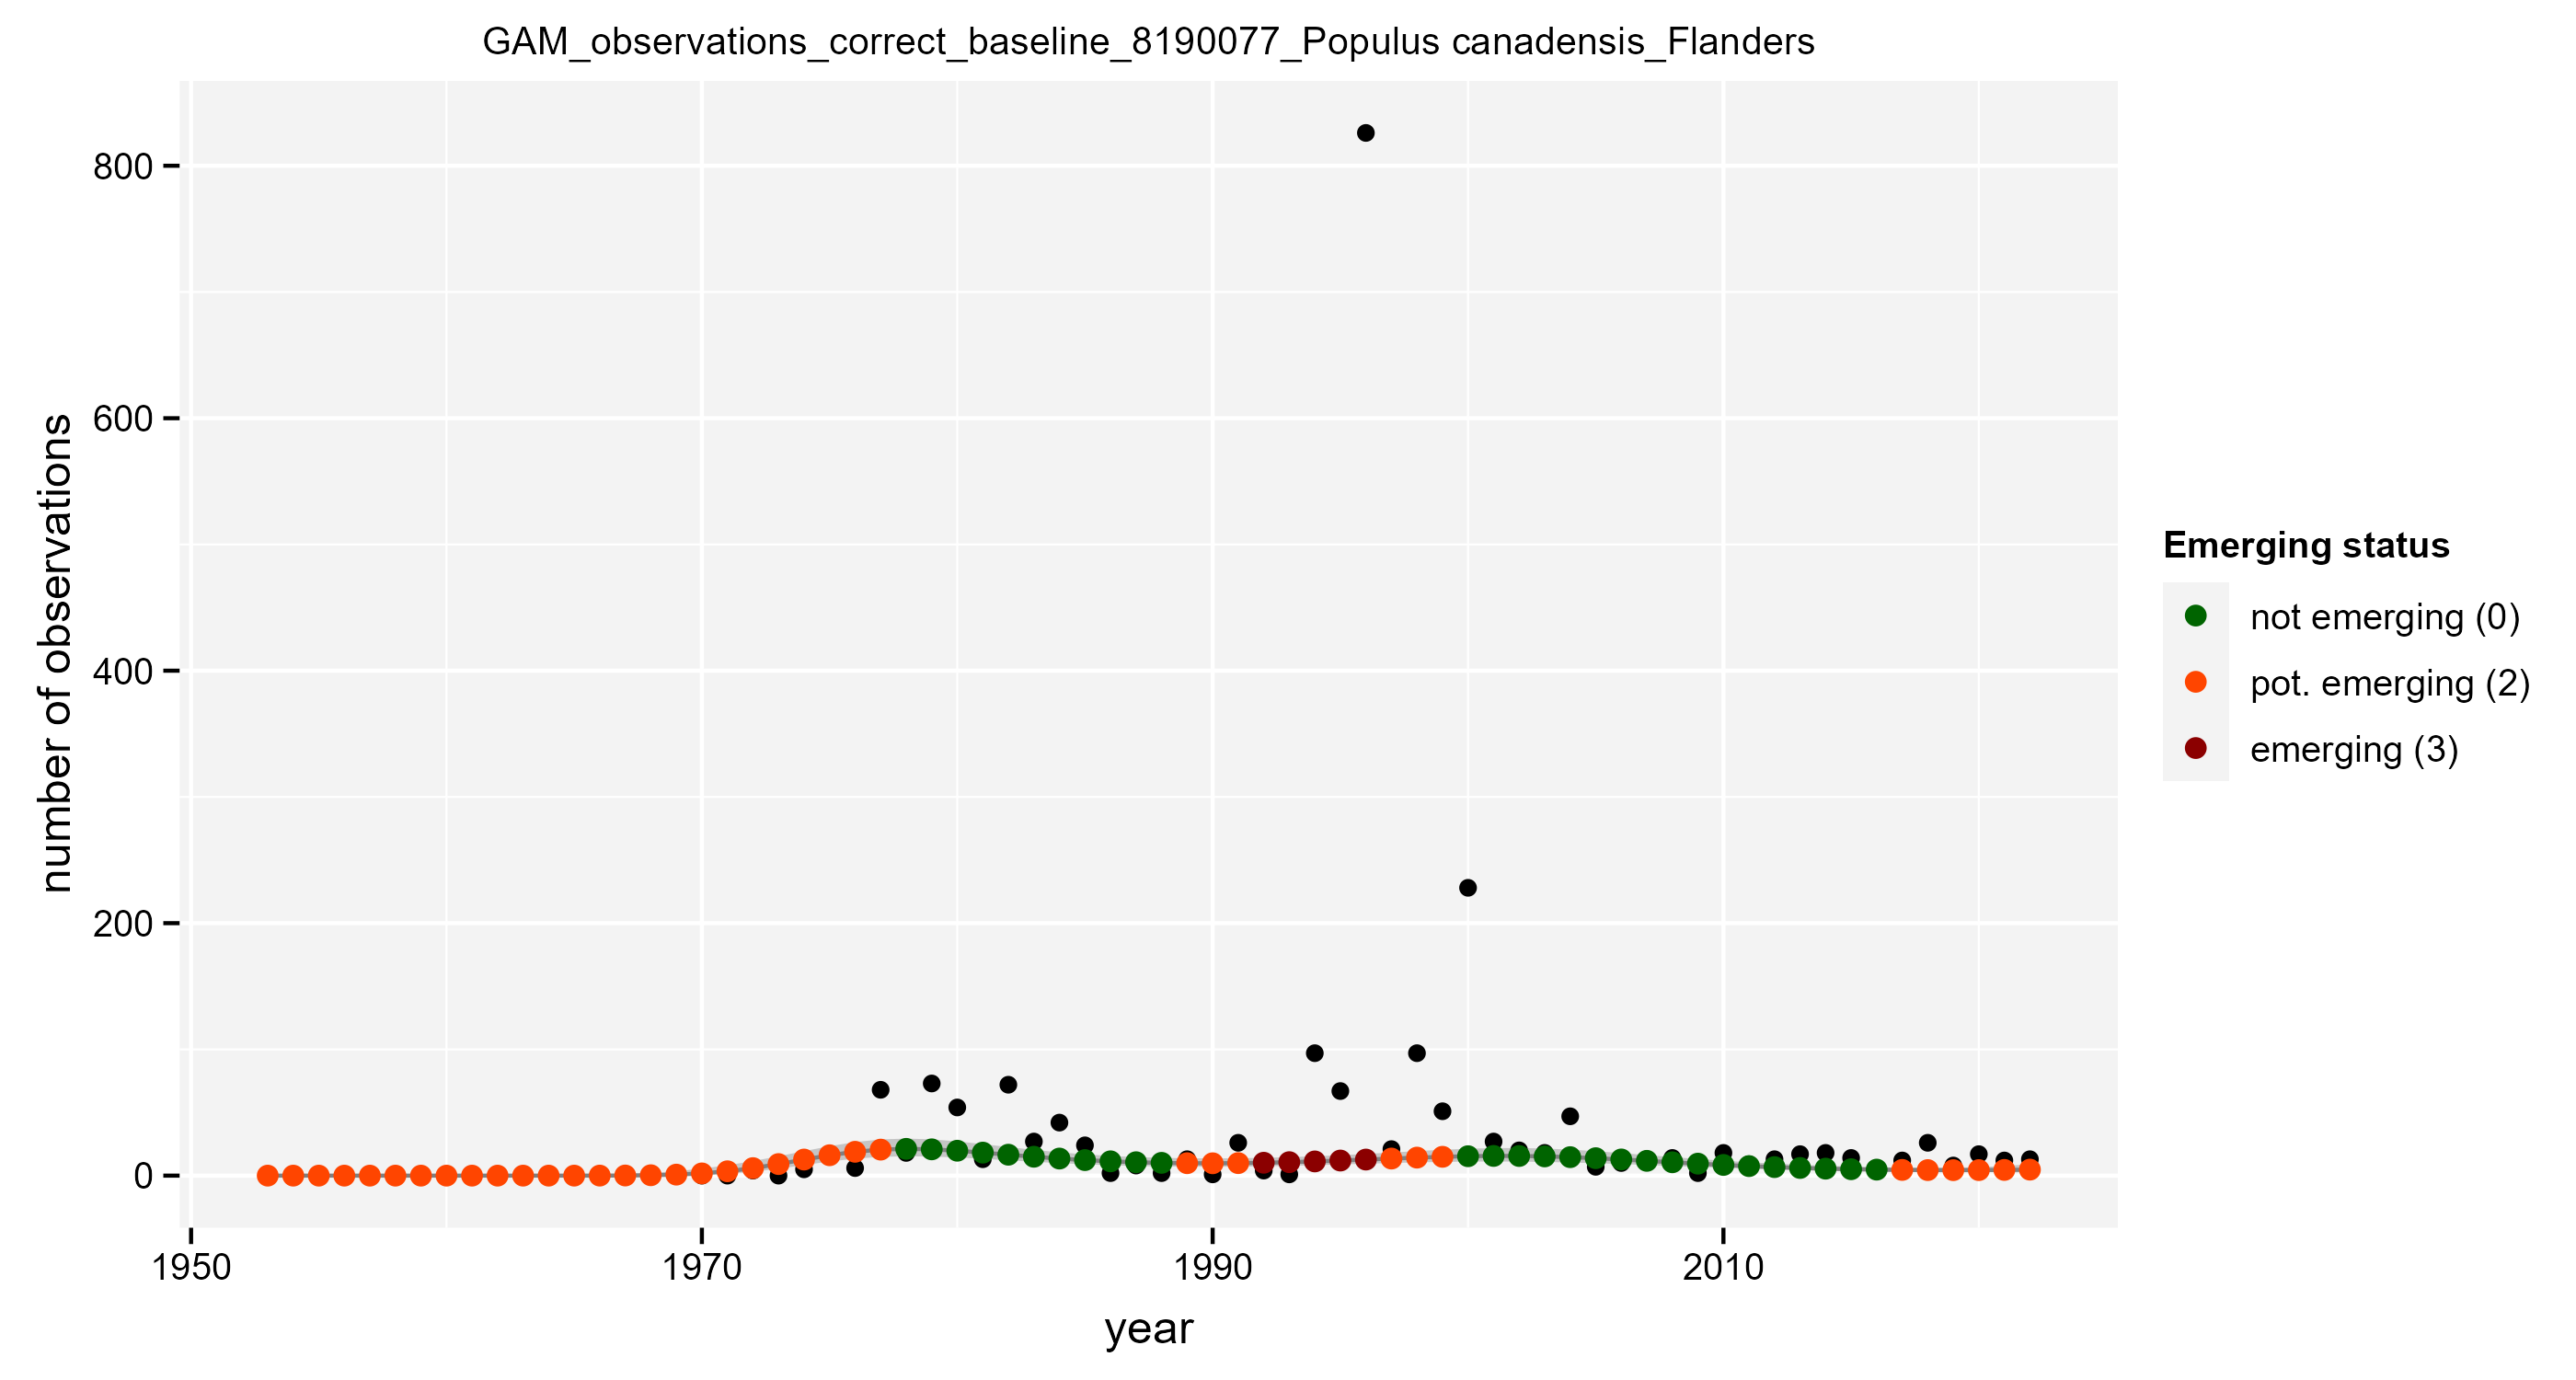 GAM_observations_correct_baseline_8190077_Populus canadensis_Flanders
number of observations
800
600
400
200
0
1950
1970
1990
2010
year
Emerging status
not emerging (0)
pot. emerging (2)
emerging (3)